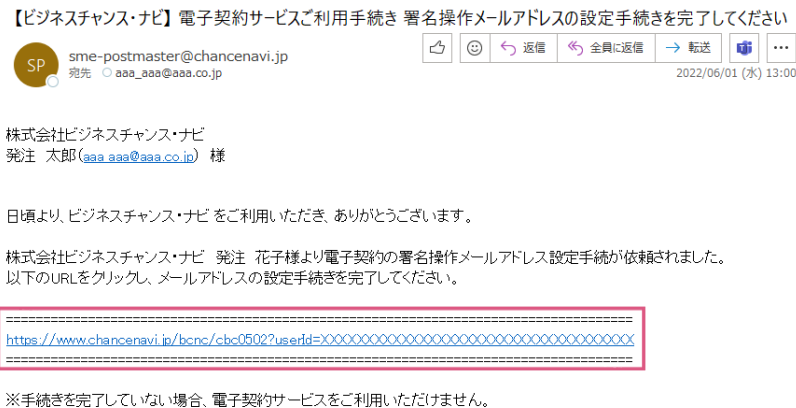 【ビジネスチャンス・ナビ】 電子契約サービスご利用手続き 署名操作メールアドレスの設定手続きを完了してください
SP
sme-postmaster@chancenavi.jp
宛先 aaa_aaa@aaa.co.jp
返信 全員に返信 転送
2022/06/01 (水) 13:00
株式会社ビジネスチャンス・ナビ
発注 太郎(aaa aaa@aaa.co.jp) 様
日頃より、ビジネスチャンス・ナビ をご利用いただき、ありがとうございます。
株式会社ビジネスチャンス・ナビ 発注 花子様より電子契約の署名操作メールアドレス設定手続が依頼されました。
以下のURLをクリックし、メールアドレスの設定手続きを完了してください。
=====================================================================================
https://www.chancenavi.jp/bcnc/cbc0502?userId=XXXXXXXXXXXXXXXXXXXXXXXXXXXXXXXXXXXX
=====================================================================================
※手続きを完了していない場合、電子契約サービスをご利用いただけません。